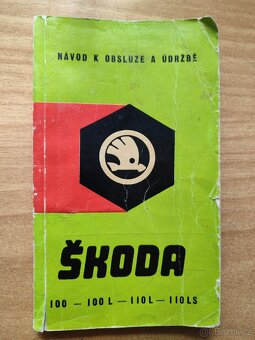 NÁVOD K OBSLUZE A ÚDRŽBĚ
ŠKODA
100 — 100 L — 110 L — 110 LS